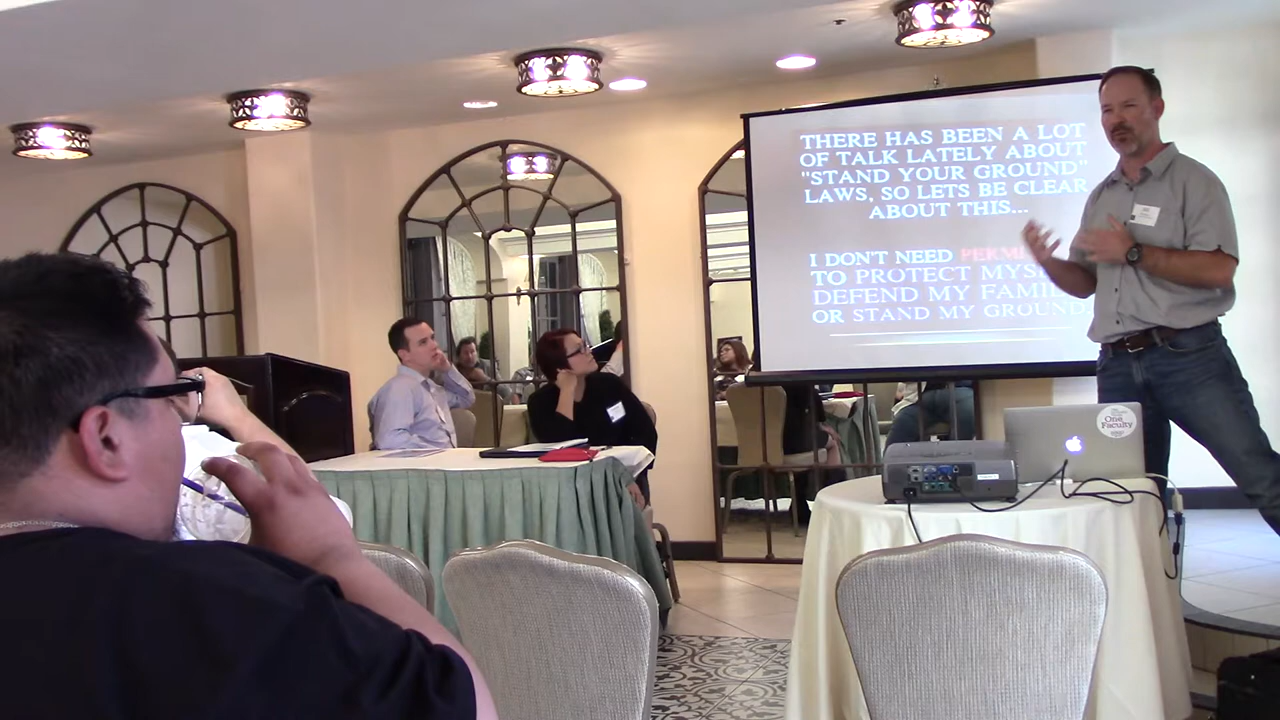 THERE HAS BEEN A LOT
OF TALK LATELY ABOUT
"STAND YOUR GROUND"
LAWS, SO LETS BE CLEAR
ABOUT THIS...
I DON'T NEED
TO PROTECT
DEFEND MY
OR STAND MY GROUND.
One
Faculty